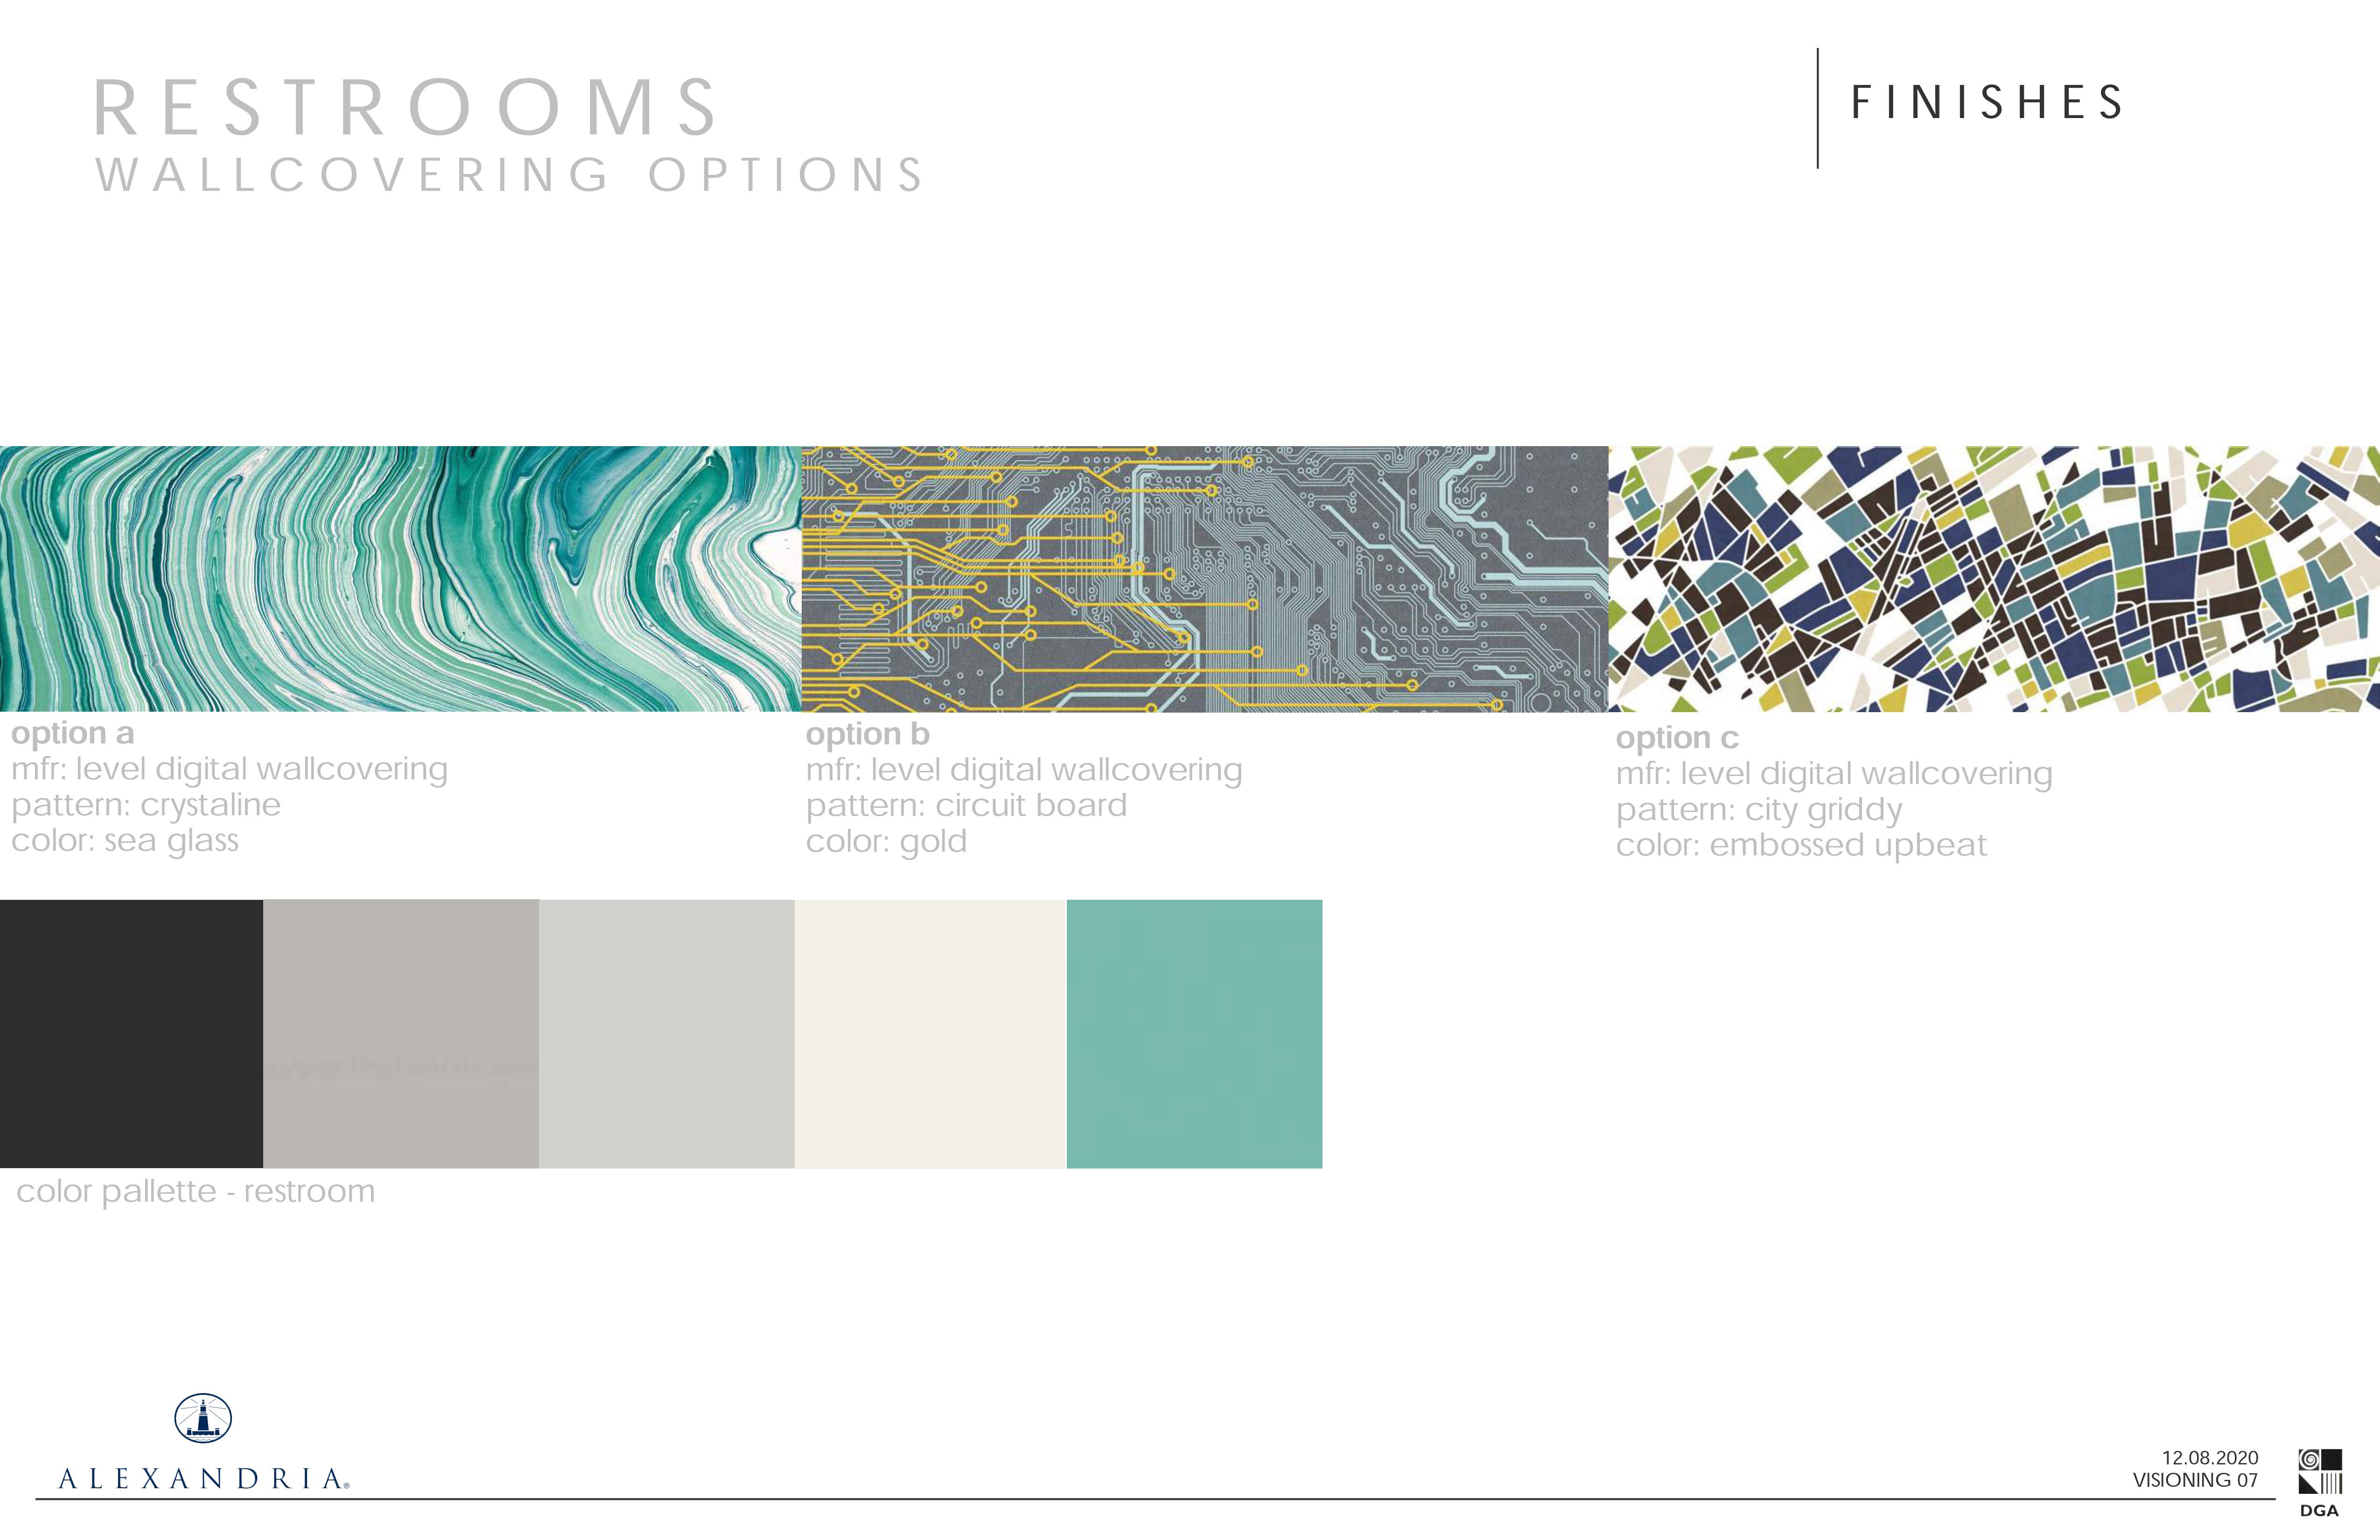 RESTROOMS
WALLCOVERING OPTIONS
FINISHES
option a
mfr: level digital wallcovering
pattern: crystaline
color: sea glass
option b
mfr: level digital wallcovering
pattern: circuit board
color: gold
option c
mfr: level digital wallcovering
pattern: city griddy
color: embossed upbeat
color pallette - restroom
ALEXANDRIA®
12.08.2020
VISIONING 07
DGA